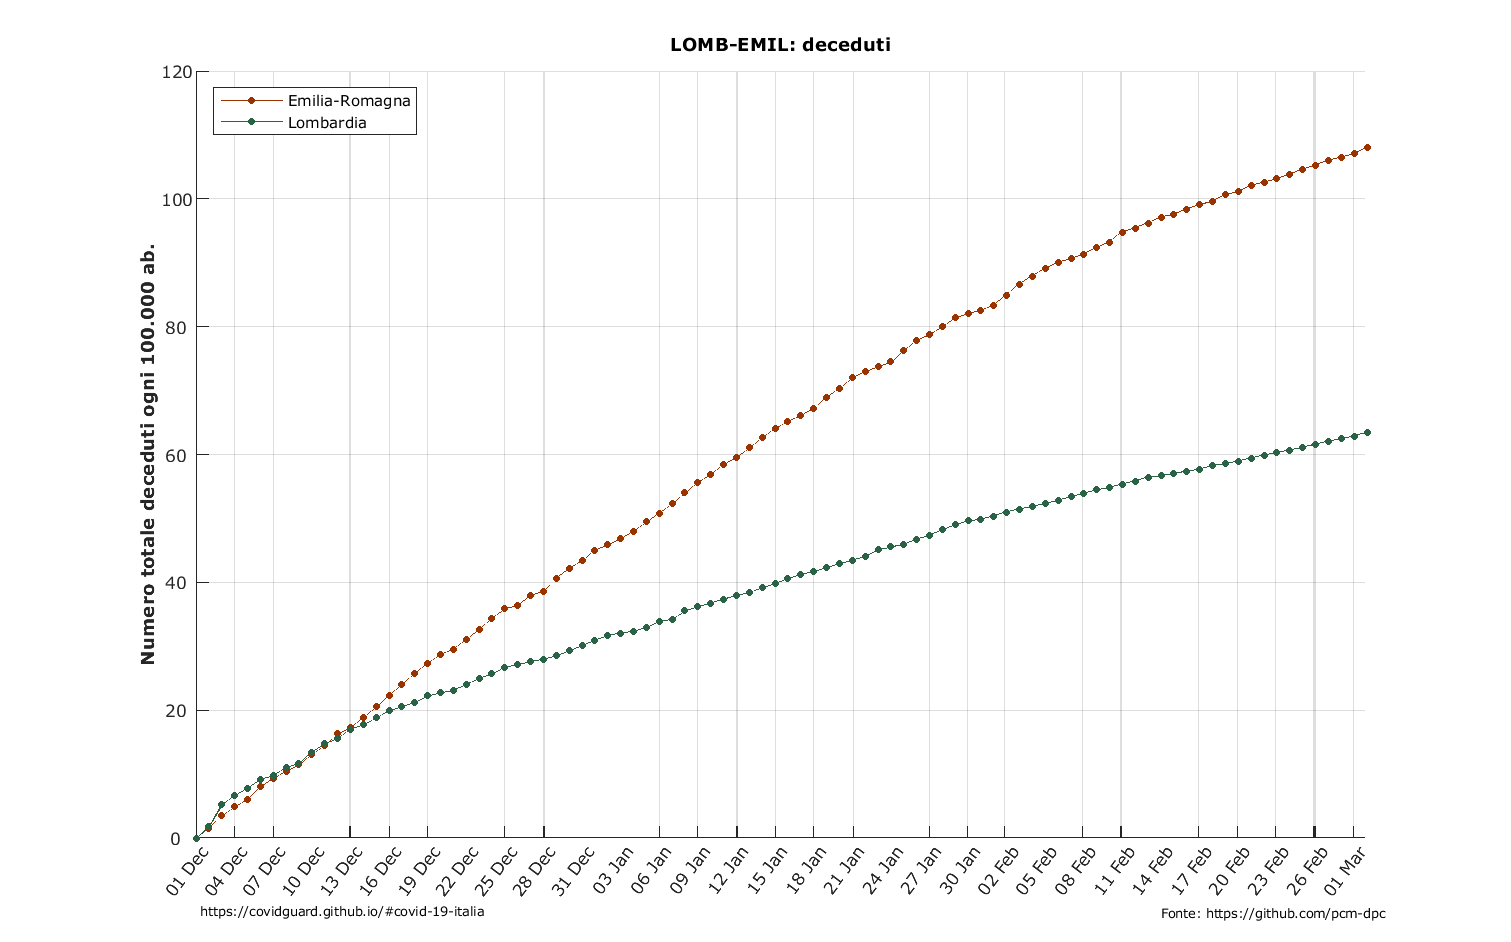 LOMB-EMIL: deceduti
Numero totale deceduti ogni 100.000 ab.
120
100
80
60
40
20
0
Emilia-Romagna
Lombardia
01 Dec
04 Dec
07 Dec
10 Dec
13 Dec
16 Dec
19 Dec
22 Dec
25 Dec
28 Dec
31 Dec
03 Jan
06 Jan
09 Jan
12 Jan
15 Jan
18 Jan
21 Jan
24 Jan
27 Jan
30 Jan
02 Feb
05 Feb
08 Feb
11 Feb
14 Feb
17 Feb
20 Feb
23 Feb
26 Feb
01 Mar
https://covidguard.github.io/#covid-19-italia
Fonte: https://github.com/pcm-dpc